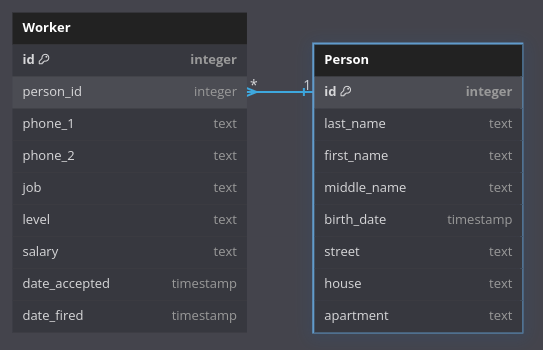 Worker
id integer
person_id integer
phone_1 text
phone_2 text
job text
level text
salary text
date_accepted timestamp
date_fired timestamp
* 1
Person
id integer
last_name text
first_name text
middle_name text
birth_date timestamp
street text
house text
apartment text